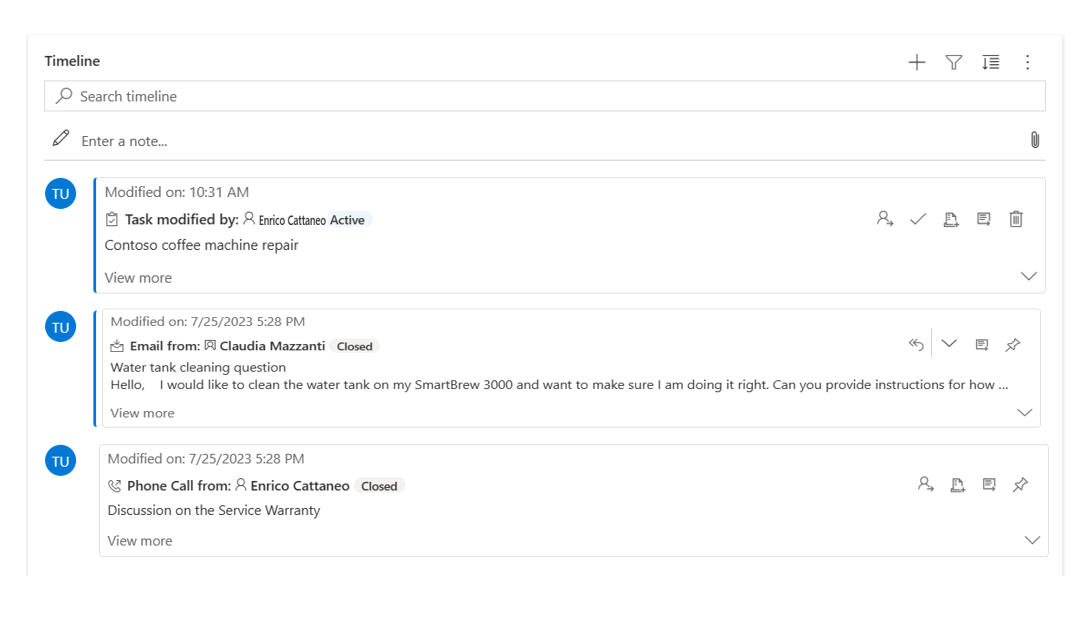 Timeline
Search timeline
Enter a note...
TU
Modified on: 10:31 AM
Task modified by: Enrico Cattaneo Active
Contoso coffee machine repair
View more
TU
Modified on: 7/25/2023 5:28 PM
Email from: Claudia Mazzanti Closed
Water tank cleaning question
Hello, I would like to clean the water tank on my SmartBrew 3000 and want to make sure I am doing it right. Can you provide instructions for how ...
View more
TU
Modified on: 7/25/2023 5:28 PM
Phone Call from: Enrico Cattaneo Closed
Discussion on the Service Warranty
View more